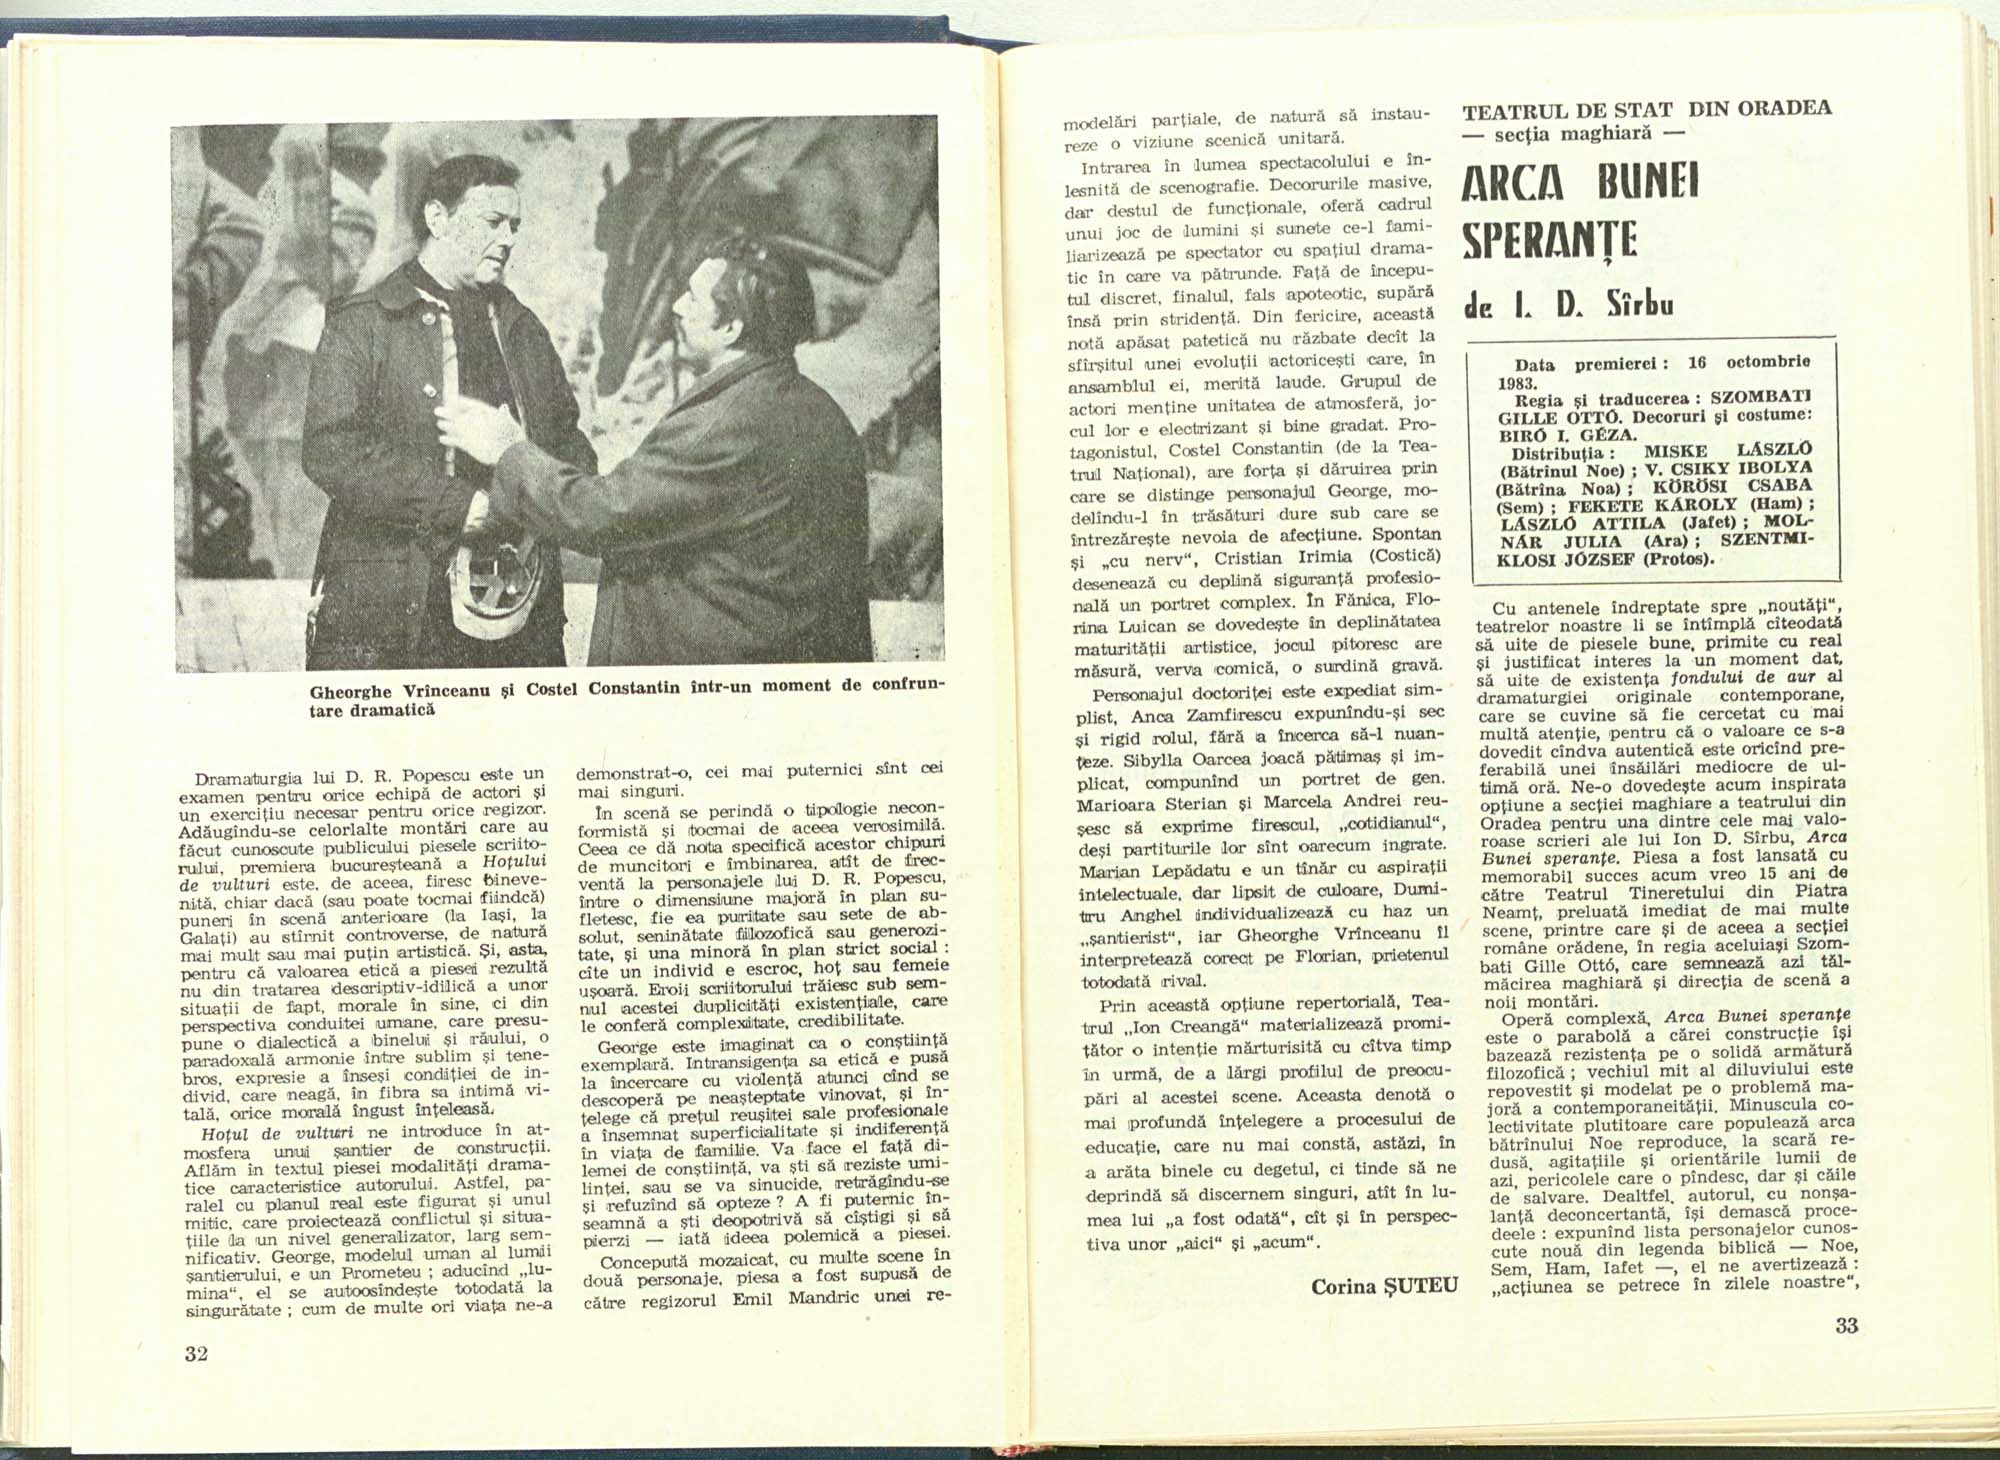 Gheorghe Vrînceanu și Costel Constantin într-un moment de confrun-
tare dramatică
Dramaturgia lui D. R. Popescu este un
examen pentru orice echipă de actori și
un exercițiu necesar pentru orice regizor.
Adăugîndu-se celorlalte montări care au
făcut cunoscute publicului piesele scriito-
rului, premiera bucureșteană a Hoțului
de vulturi este, de aceea, firesc bineve-
nită, chiar dacă (sau poate tocmai fiindcă)
puneri în scenă anterioare (la Iași, la
Galați) au stîrnit controverse, de natură
mai mult sau mai puțin artistică. Și, asta,
pentru că valoarea etică a piesei rezultă
nu din tratarea descriptiv-idilică a unor
situații de fapt, morale în sine, ci din
perspectiva conduitei umane, care presu-
pune o dialectică a binelui și răului, o
paradoxală armonie între sublim și tene-
bros, expresie a înseși condiției de in-
divid, care neagă, în fibra sa intimă vi-
tală, orice morală îngust înțeleasă.
Hoțul de vulturi ne introduce în at-
mosfera unui șantier de construcții.
Aflăm în textul piesei modalități drama-
tice caracteristice autorului. Astfel, pa-
ralel cu planul real este figurat și unul
mitic, care proiectează conflictul și situa-
țiile la un nivel generalizator, larg sem-
nificativ. George, modelul uman al lumii
șantierului, e un Prometeu ; aducînd „lu-
mina“, el se autoosîndește totodată la
singurătate ; cum de multe ori viața ne-a
32
demonstrat-o, cei mai puternici sînt cei
mai singuri.
În scenă se perindă o tipologie necon-
formistă și tocmai de aceea verosimilă.
Ceea ce dă nota specifică acestor chipuri
de muncitori e îmbinarea, atît de frec-
ventă la personajele lui D. R. Popescu,
între o dimensiune majoră în plan su-
fletesc, fie ea puritate sau sete de ab-
solut, seninătate filozofică sau generozi-
tate, și una minoră în plan strict social :
cîte un individ e escroc, hoț sau femeie
ușoară. Eroii scriitorului trăiesc sub sem-
nul acestei duplicități existențiale, care
le conferă complexitate, credibilitate.
George este imaginat ca o conștiință
exemplară. Intransigența sa etică e pusă
la încercare cu violență atunci cînd se
descoperă pe neașteptate vinovat, și în-
țelege că prețul reușitei sale profesionale
a însemnat superficialitate și indiferență
în viața de familie. Va face el față di-
lemei de conștiință, va ști să reziste umi-
linței, sau se va sinucide, retrăgîndu-se
și refuzînd să opteze ? A fi puternic în-
seamnă a ști deopotrivă să cîștigi și să
pierzi — iată ideea polemică a piesei.
Concepută mozaicat, cu multe scene în
două personaje, piesa a fost supusă de
către regizorul Emil Mandric unei re-
modelări parțiale, de natură să instau-
reze o viziune scenică unitară.
Intrarea în lumea spectacolului e în-
lesnită de scenografie. Decorurile masive,
dar destul de funcționale, oferă cadrul
unui joc de lumini și sunete ce-l fami-
liarizează pe spectator cu spațiul drama-
tic în care va pătrunde. Față de începu-
tul discret, finalul, fals apoteotic, supără
însă prin stridență. Din fericire, această
notă apăsat patetică nu răzbate decît la
sfîrșitul unei evoluții actoricești care, în
ansamblul ei, merită laude. Grupul de
actori menține unitatea de atmosferă, jo-
cul lor e electrizant și bine gradat. Pro-
tagonistul, Costel Constantin (de la Tea-
trul Național), are forța și dăruirea prin
care se distinge personajul George, mo-
delîndu-l în trăsături dure sub care se
întrezărește nevoia de afecțiune. Spontan
și „cu nerv“, Cristian Irimia (Costică)
desenează cu deplină siguranță profesio-
nală un portret complex. În Fănica, Flo-
rina Luican se dovedește în deplinătatea
maturității artistice, jocul pitoresc are
măsură, verva comică, o surdină gravă.
Personajul doctoriței este expediat sim-
plist, Anca Zamfirescu expunîndu-și sec
și rigid rolul, fără a încerca să-l nuan-
țeze. Sibylla Oarcea joacă pătimaș și im-
plicat, compunînd un portret de gen.
Marioara Sterian și Marcela Andrei reu-
șesc să exprime firescul, „cotidianul“,
deși partiturile lor sînt oarecum ingrate.
Marian Lepădatu e un tînăr cu aspirații
intelectuale, dar lipsit de culoare, Dumi-
tru Anghel individualizează cu haz un
„șantierist“, iar Gheorghe Vrînceanu îl
interpretează corect pe Florian, prietenul
totodată rival.
Prin această opțiune repertorială, Tea-
trul „Ion Creangă“ materializează promi-
țător o intenție mărturisită cu cîtva timp
în urmă, de a lărgi profilul de preocu-
pări al acestei scene. Aceasta denotă o
mai profundă înțelegere a procesului de
educație, care nu mai constă, astăzi, în
a arăta binele cu degetul, ci tinde să ne
deprindă să discernem singuri, atît în lu-
mea lui „a fost odată“, cît și în perspec-
tiva unor „aici“ și „acum“.
Corina ȘUTEU
TEATRUL DE STAT DIN ORADEA
— secția maghiară —
ARCA BUNEI
SPERANȚE
de I. D. Sîrbu
Data premierei : 16 octombrie
1983.
Regia și traducerea : SZOMBATI
GILLE OTTÓ. Decoruri și costume:
BIRÓ I. GÉZA.
Distribuția : MISKE LÁSZLÓ
(Bătrînul Noe) ; V. CSIKY IBOLYA
(Bătrîna Noa) ; KÖRÖSI CSABA
(Sem) ; FEKETE KÁROLY (Ham) ;
LÁSZLÓ ATTILA (Jafet) ; MOL-
NÁR JULIA (Ara) ; SZENTMI-
KLOSI JÓZSEF (Protos).
Cu antenele îndreptate spre „noutăți“,
teatrelor noastre li se întîmplă cîteodată
să uite de piesele bune, primite cu real
și justificat interes la un moment dat,
să uite de existența fondului de aur al
dramaturgiei originale contemporane,
care se cuvine să fie cercetat cu mai
multă atenție, pentru că o valoare ce s-a
dovedit cîndva autentică este oricînd pre-
ferabilă unei însăilări mediocre de ul-
timă oră. Ne-o dovedește acum inspirata
opțiune a secției maghiare a teatrului din
Oradea pentru una dintre cele mai valo-
roase scrieri ale lui Ion D. Sîrbu, Arca
Bunei speranțe. Piesa a fost lansată cu
memorabil succes acum vreo 15 ani de
către Teatrul Tineretului din Piatra
Neamț, preluată imediat de mai multe
scene, printre care și de aceea a secției
române orădene, în regia aceluiași Szom-
bati Gille Ottó, care semnează azi tăl-
măcirea maghiară și direcția de scenă a
noii montări.
Operă complexă, Arca Bunei speranțe
este o parabolă a cărei construcție își
bazează rezistența pe o solidă armătură
filozofică ; vechiul mit al diluviului este
repovestit și modelat pe o problemă ma-
joră a contemporaneității. Minuscula co-
lectivitate plutitoare care populează arca
bătrînului Noe reproduce, la scară re-
dusă, agitațiile și orientările lumii de
azi, pericolele care o pîndesc, dar și căile
de salvare. Dealtfel, autorul, cu nonșa-
lanță deconcertantă, își demască proce-
deele : expunînd lista personajelor cunos-
cute nouă din legenda biblică — Noe,
Sem, Ham, Iafet —, el ne avertizează :
„acțiunea se petrece în zilele noastre“,
33